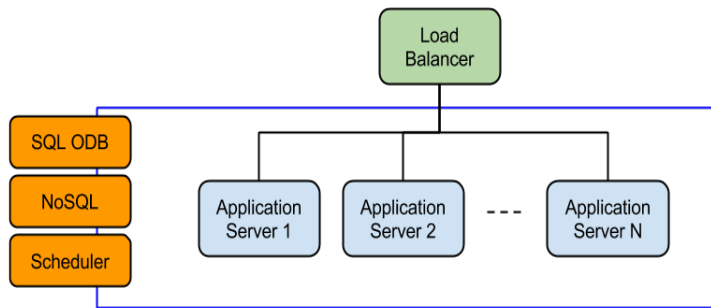 Load
Balancer
SQL ODB
NoSQL
Scheduler
Application
Server 1
Application
Server 2
---
Application
Server N